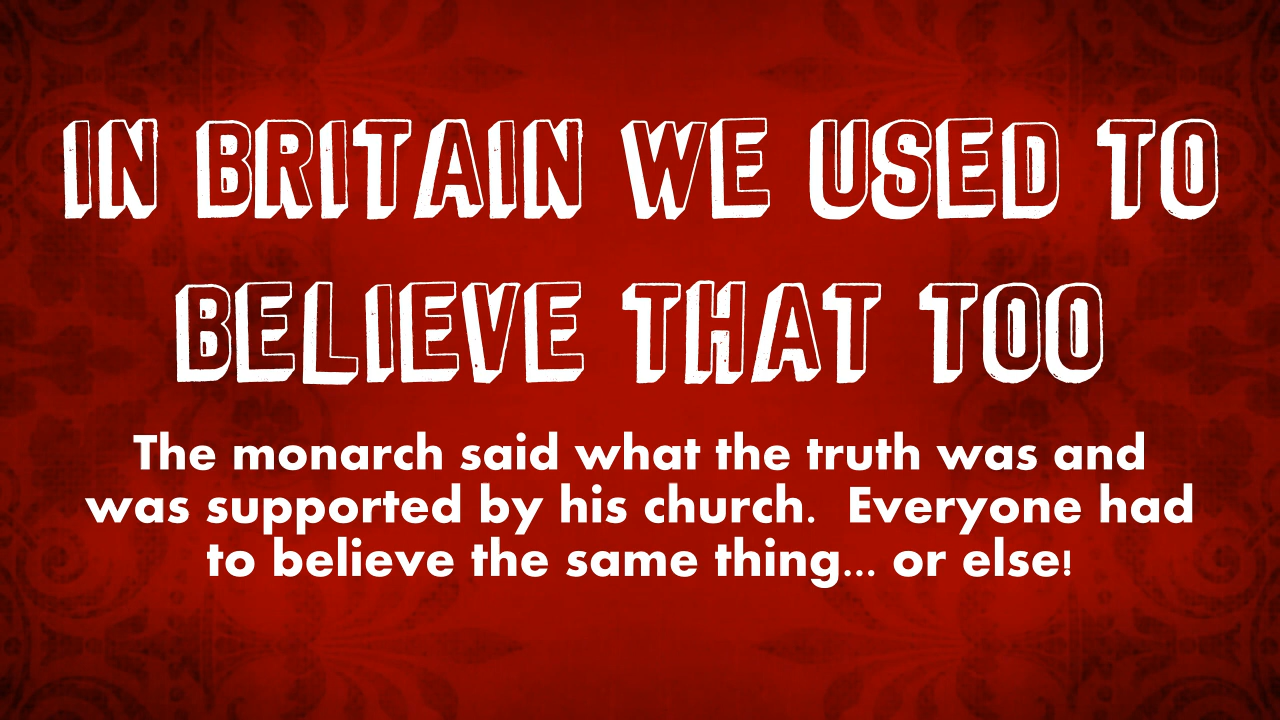 IN BRITAIN WE USED TO
BELIEVE THAT TOO
The monarch said what the truth was and
was supported by his church.  Everyone had
to believe the same thing... or else!